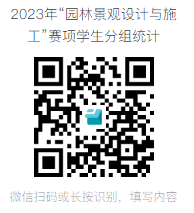 2023年“园林景观设计与施
工”赛项学生分组统计
微信扫码或长按识别，填写内容